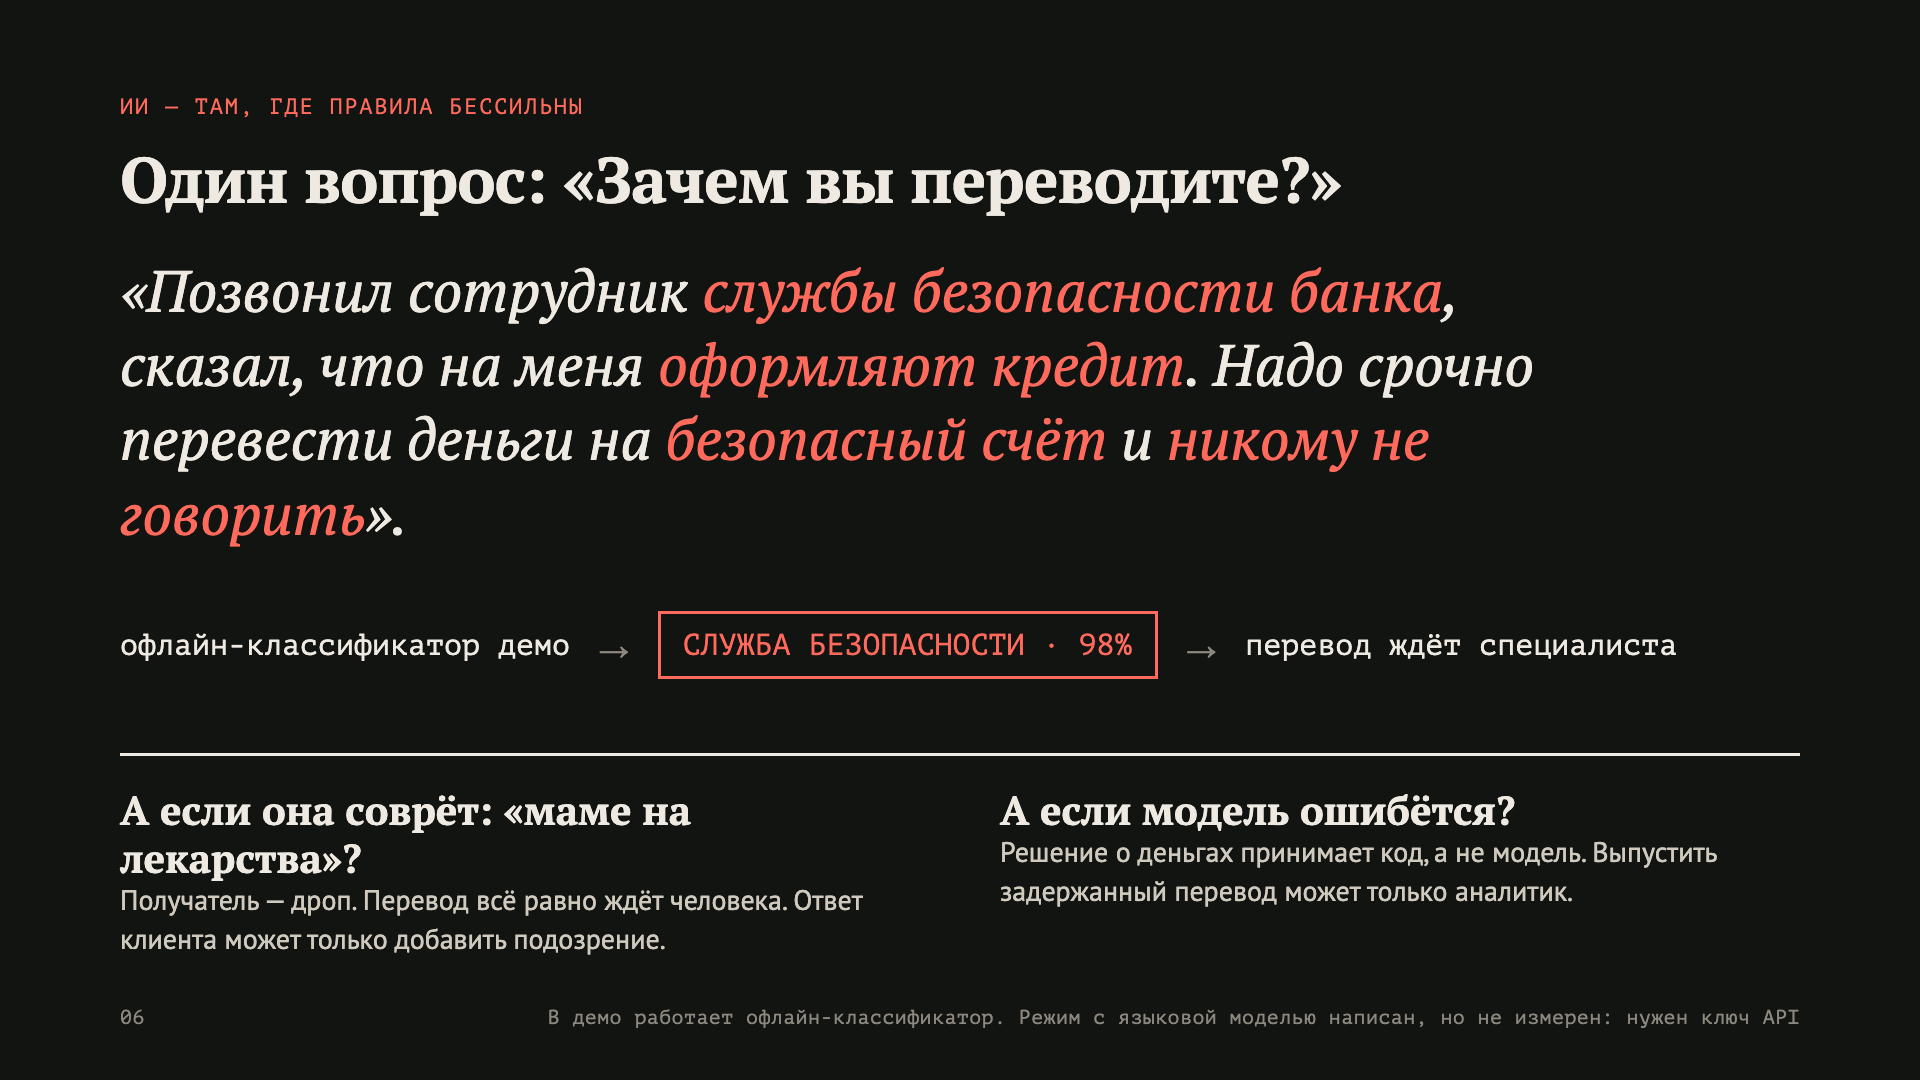 ИИ — ТАМ, ГДЕ ПРАВИЛА БЕССИЛЬНЫ
Один вопрос: «Зачем вы переводите?»
«Позвонил сотрудник службы безопасности банка,
сказал, что на меня оформляют кредит. Надо срочно
перевести деньги на безопасный счёт и никому не
говорить».
офлайн-классификатор демо → СЛУЖБА БЕЗОПАСНОСТИ · 98% → перевод ждёт специалиста
А если она соврёт: «маме на
лекарства»?
Получатель — дроп. Перевод всё равно ждёт человека. Ответ
клиента может только добавить подозрение.
А если модель ошибётся?
Решение о деньгах принимает код, а не модель. Выпустить
задержанный перевод может только аналитик.
06
В демо работает офлайн-классификатор. Режим с языковой моделью написан, но не измерен: нужен ключ API